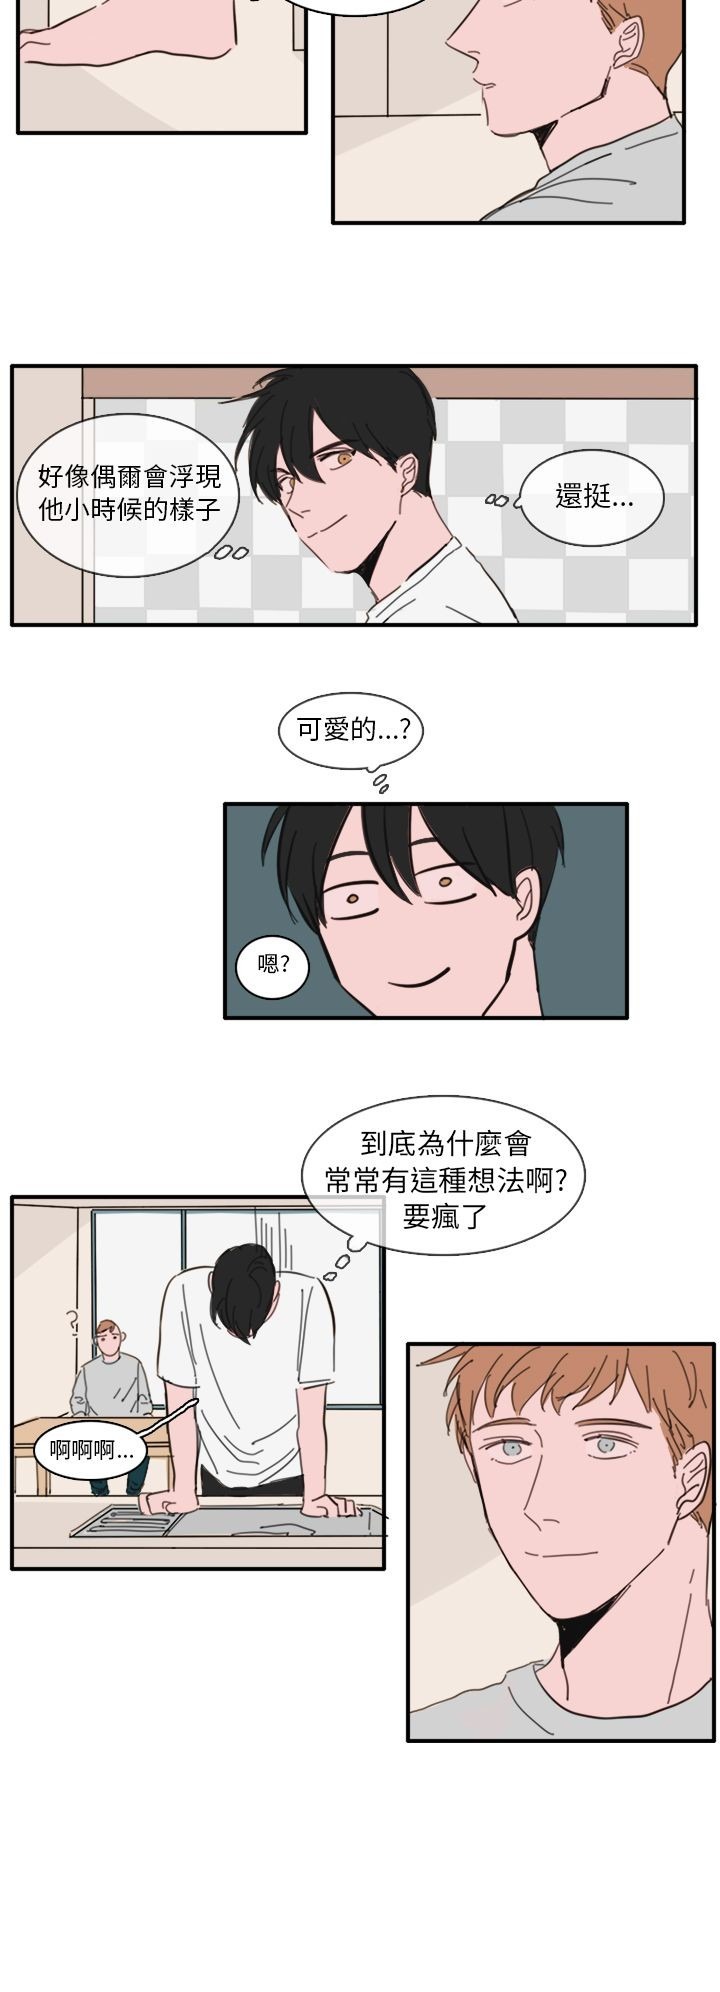 好像偶爾會浮現
他小時候的樣子
還挺...
可愛的...?
嗯?
到底為什麼會
常常有這種想法啊?
要瘋了
?
啊啊啊...